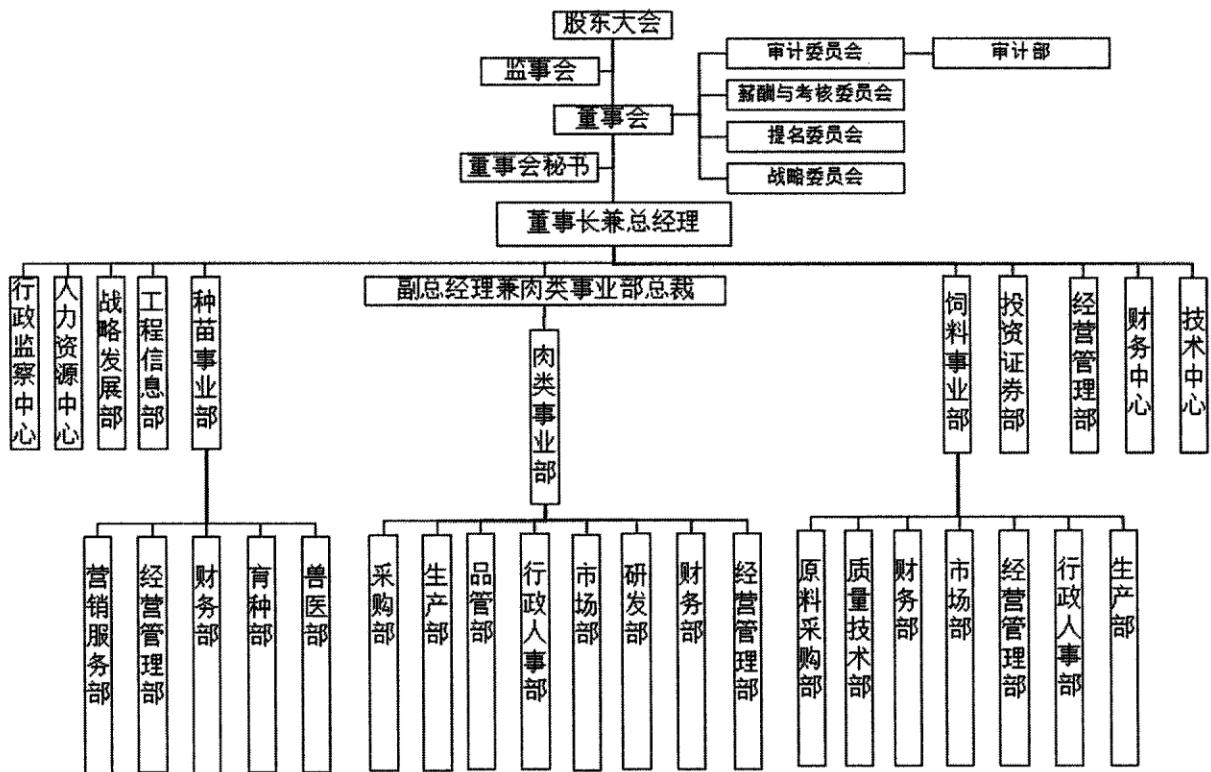 股东大会
监事会
董事会
董事会秘书
审计委员会
审计部
薪酬与考核委员会
提名委员会
战略委员会
董事长兼总经理
行政监察中心
人力资源中心
战略发展部
工程信息部
种苗事业部
副总经理兼肉类事业部总裁
肉类事业部
饲料事业部
投资证券部
经营管理部
财务中心
技术中心
营销服务部
经营管理部
财务部
育种部
兽医部
采购部
生产部
品管部
行政人事部
市场部
研发部
财务部
经营管理部
原料采购部
质量技术部
财务部
市场部
经营管理部
行政人事部
生产部